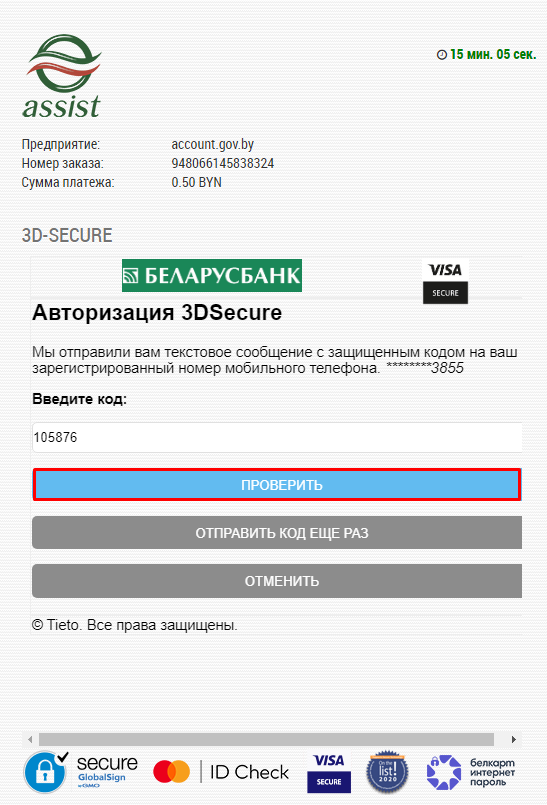 15 мин. 05 сек.
assist
Предприятие: account.gov.by
Номер заказа: 948066145838324
Сумма платежа: 0.50 BYN
3D-SECURE
БЕЛАРУСБАНК
VISA
SECURE
Авторизация 3DSecure
Мы отправили вам текстовое сообщение с защищенным кодом на ваш
зарегистрированный номер мобильного телефона. ********3855
Введите код:
105876
ПРОВЕРИТЬ
ОТПРАВИТЬ КОД ЕЩЕ РАЗ
ОТМЕНИТЬ
© Tieto. Все права защищены.
secure
GlobalSign
by GMO
ID Check
VISA
SECURE
On the
list!
2020
белкарт
интернет
пароль